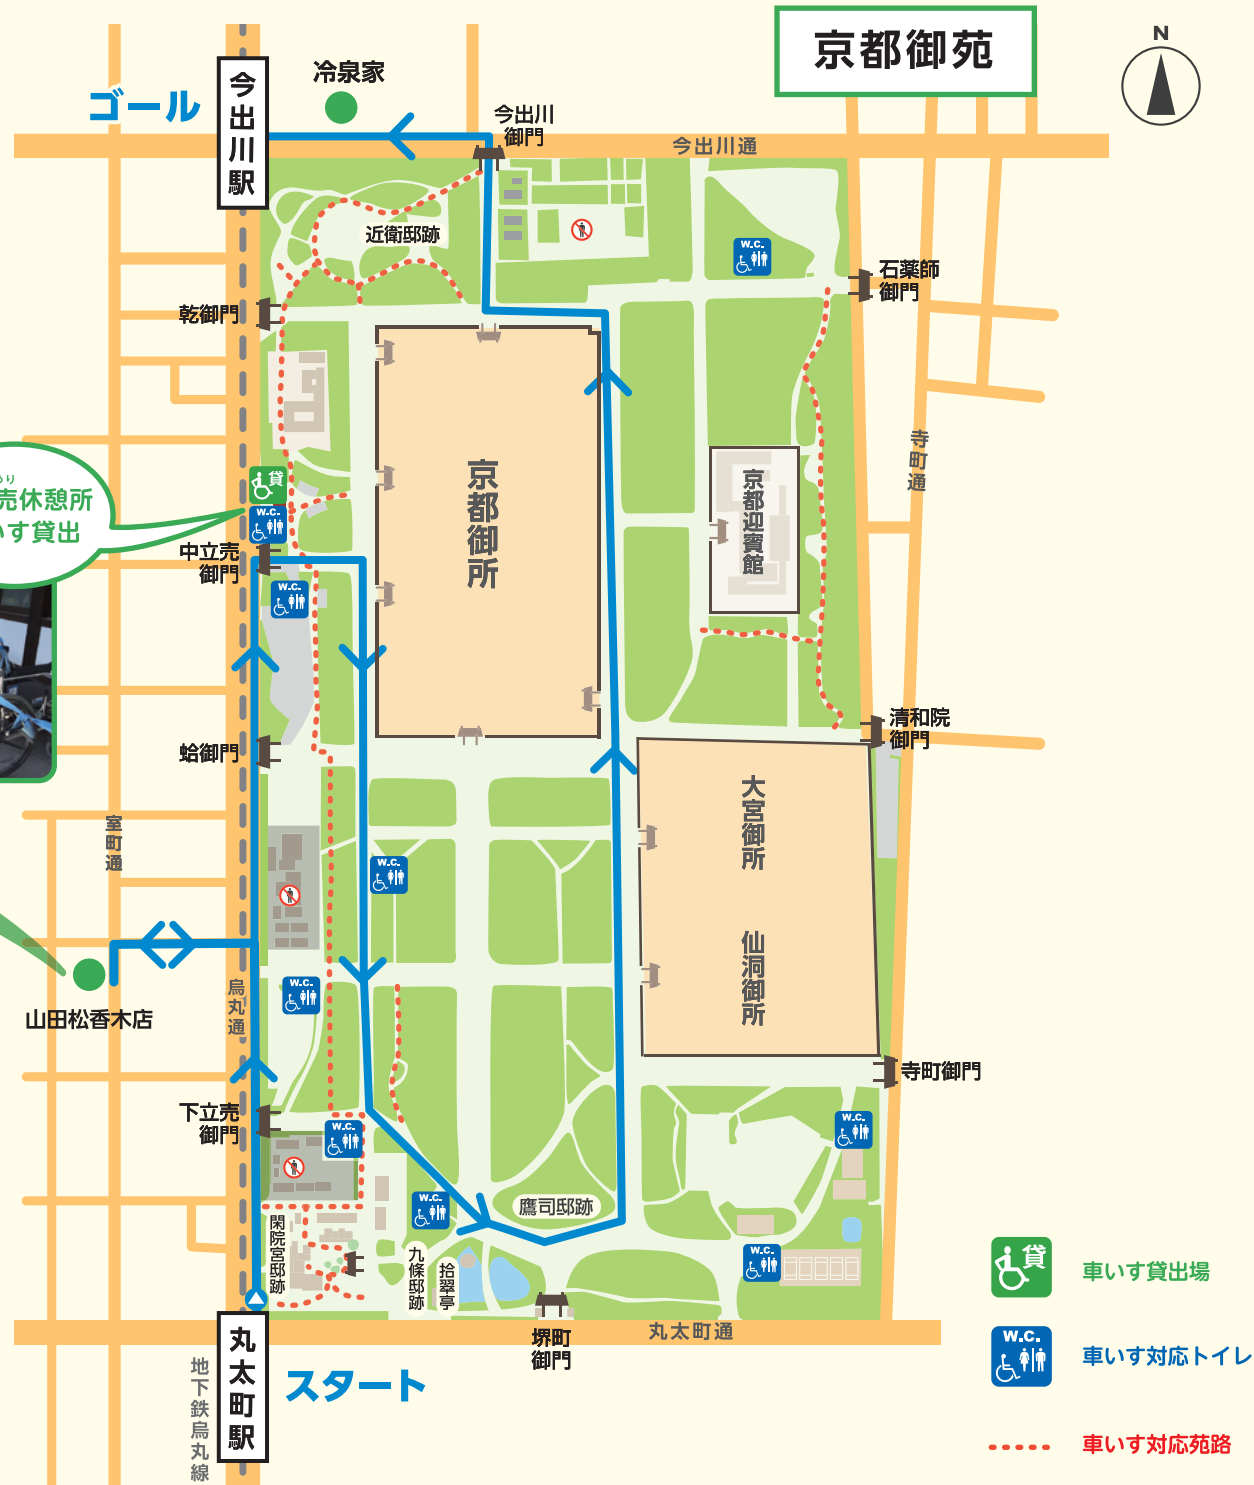 京都御苑
N
冷泉家
ゴール
今出川駅
今出川
御門
今出川通
近衛邸跡
W.C.
石薬師
御門
乾御門
寺町通
貸
W.C.
売休憩所
いす貸出
京都御所
京都迎賓館
中立売
御門
W.C.
清和院
御門
蛤御門
大宮御所
仙洞御所
室町通
W.C.
烏丸通
W.C.
山田松香木店
寺町御門
下立売
御門
W.C.
W.C.
W.C.
鷹司邸跡
閑院宮邸跡
九條邸跡
拾翠亭
W.C.
堺町
御門
丸太町通
丸太町駅
スタート
地下鉄烏丸線
貸
車いす貸出場
W.C.
車いす対応トイレ
車いす対応苑路